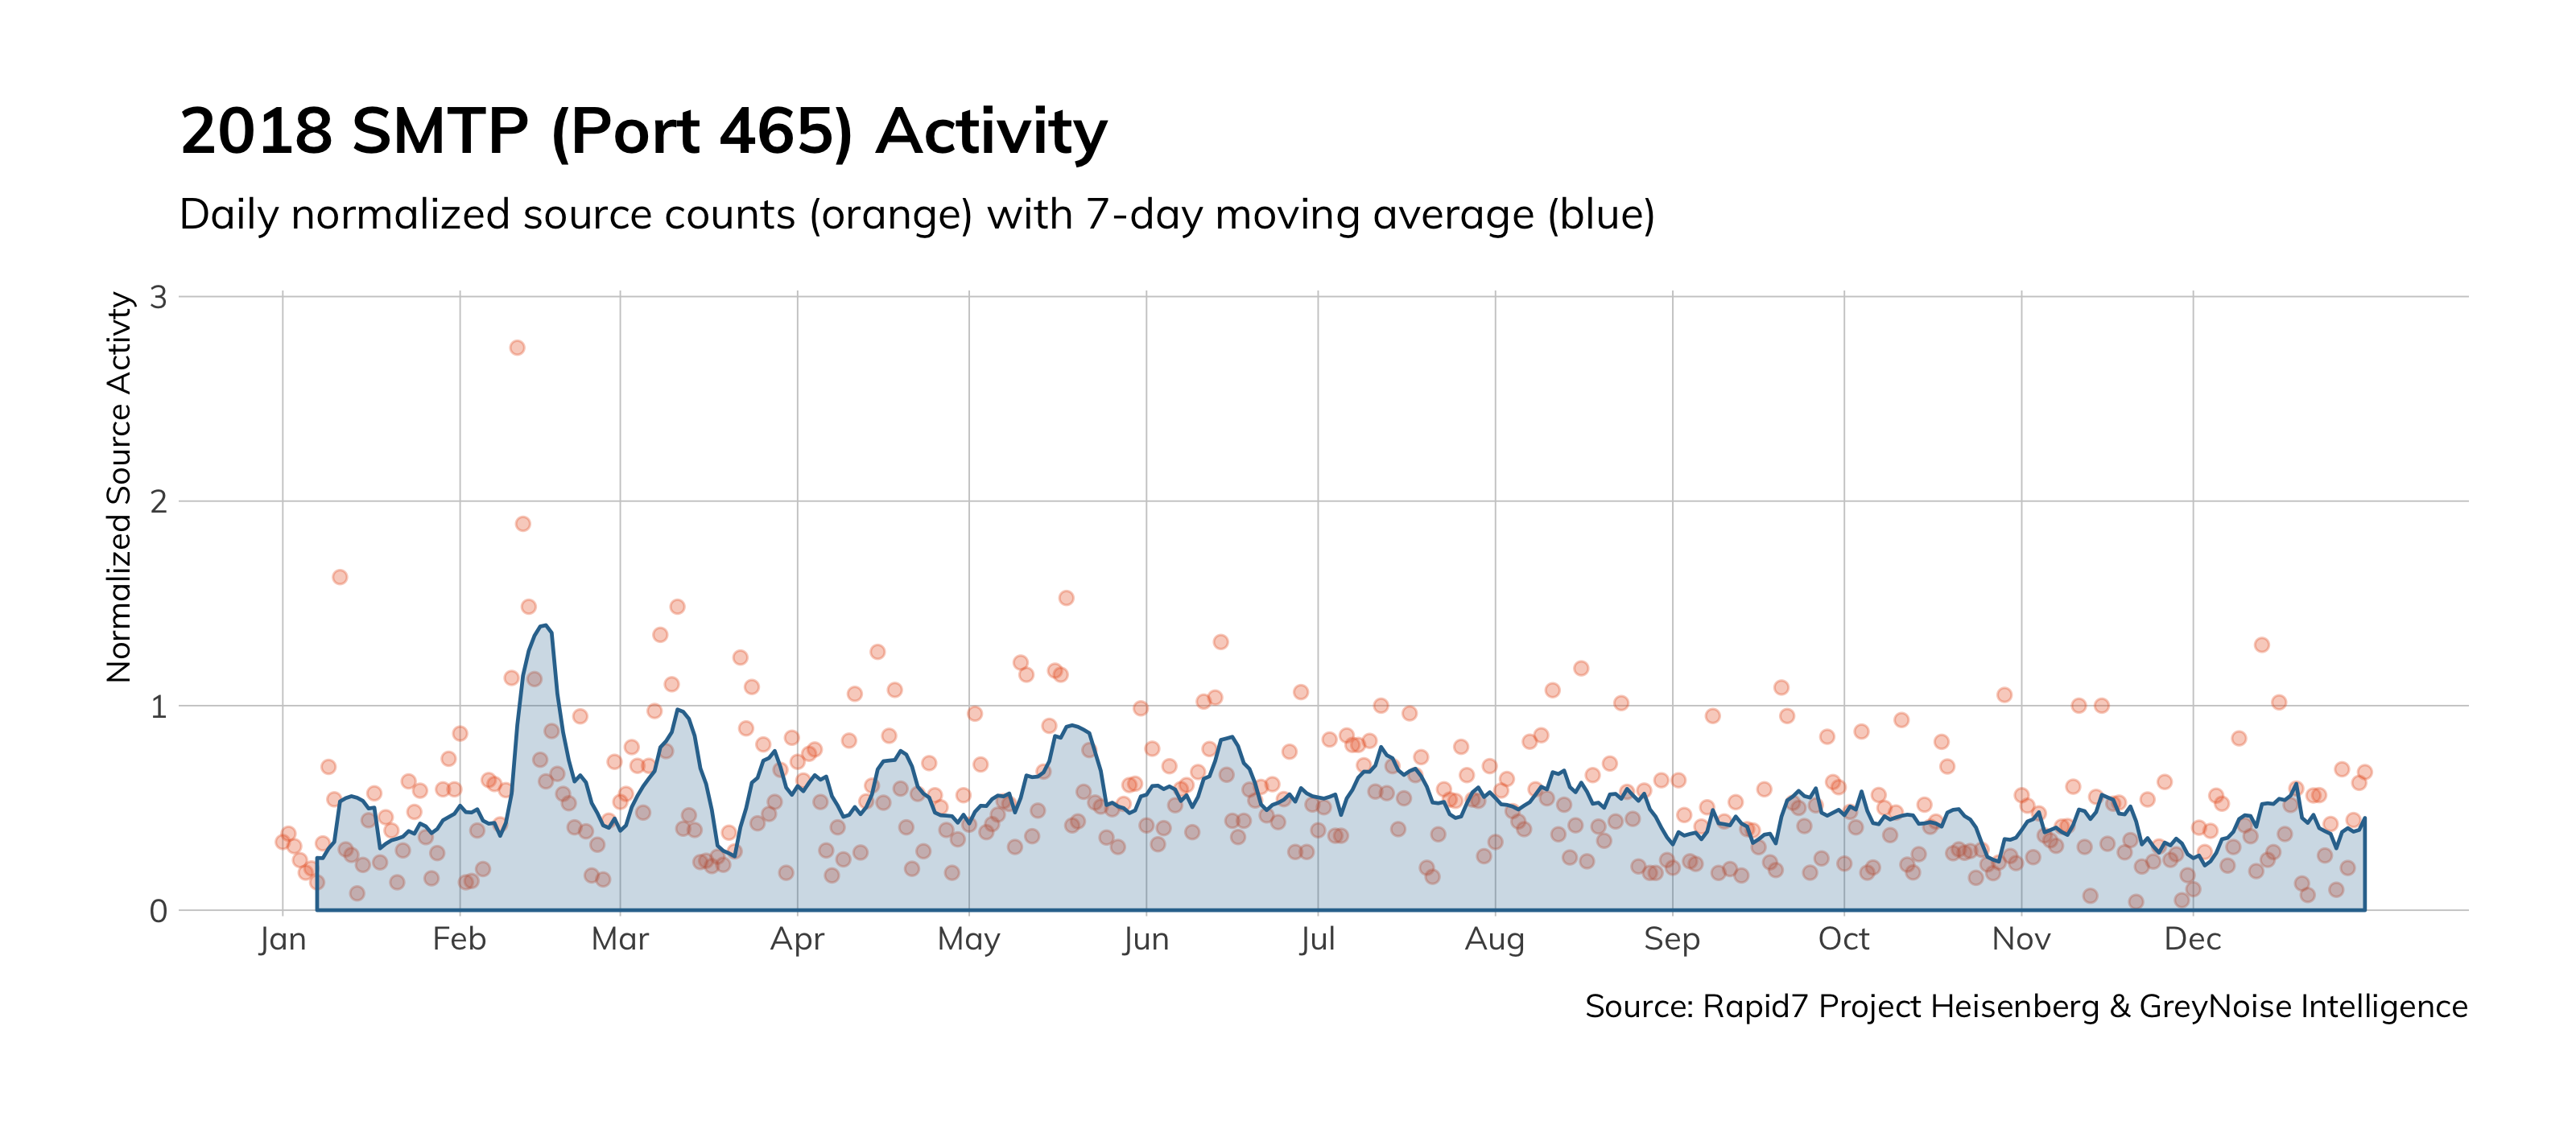 2018 SMTP (Port 465) Activity
Daily normalized source counts (orange) with 7-day moving average (blue)
Normalized Source Activty
3
2
1
0
Jan Feb Mar Apr May Jun Jul Aug Sep Oct Nov Dec
Source: Rapid7 Project Heisenberg & GreyNoise Intelligence